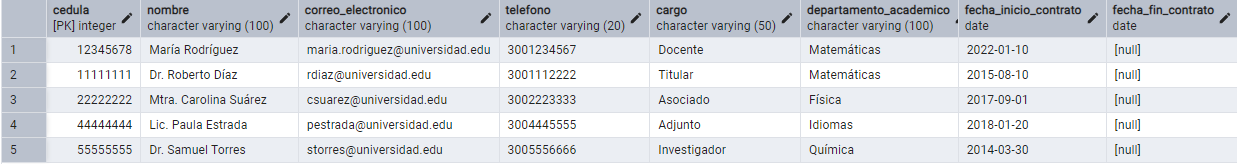 cedula nombre correo_electronico telefono cargo departamento_academico fecha_inicio_contrato fecha_fin_contrato
[PK] integer character varying (100) character varying (100) character varying (20) character varying (50) character varying (100) date date
1 12345678 María Rodríguez maria.rodriguez@universidad.edu 3001234567 Docente Matemáticas 2022-01-10 [null]
2 11111111 Dr. Roberto Díaz rdiaz@universidad.edu 3001112222 Titular Matemáticas 2015-08-10 [null]
3 22222222 Mtra. Carolina Suárez csuarez@universidad.edu 3002223333 Asociado Física 2017-09-01 [null]
4 44444444 Lic. Paula Estrada pestrada@universidad.edu 3004445555 Adjunto Idiomas 2018-01-20 [null]
5 55555555 Dr. Samuel Torres storres@universidad.edu 3005556666 Investigador Química 2014-03-30 [null]